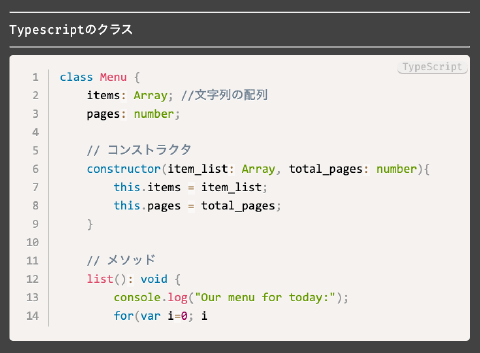 Typescriptのクラス
TypeScript
1 class Menu {
2 items: Array; //文字列の配列
3 pages: number;
4
5 // コンストラクタ
6 constructor(item_list: Array, total_pages: number){
7 this.items = item_list;
8 this.pages = total_pages;
9 }
10
11 // メソッド
12 list(): void {
13 console.log("Our menu for today:");
14 for(var i=0; i